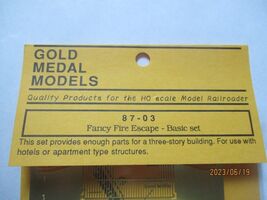 GOLD
MEDAL
MODELS
Quality Products for the HO scale Model Railroader
87-03
Fancy Fire Escape - Basic set
This set provides enough parts for a three-story building. For use with
hotels or apartment type structures.
2023/06/19